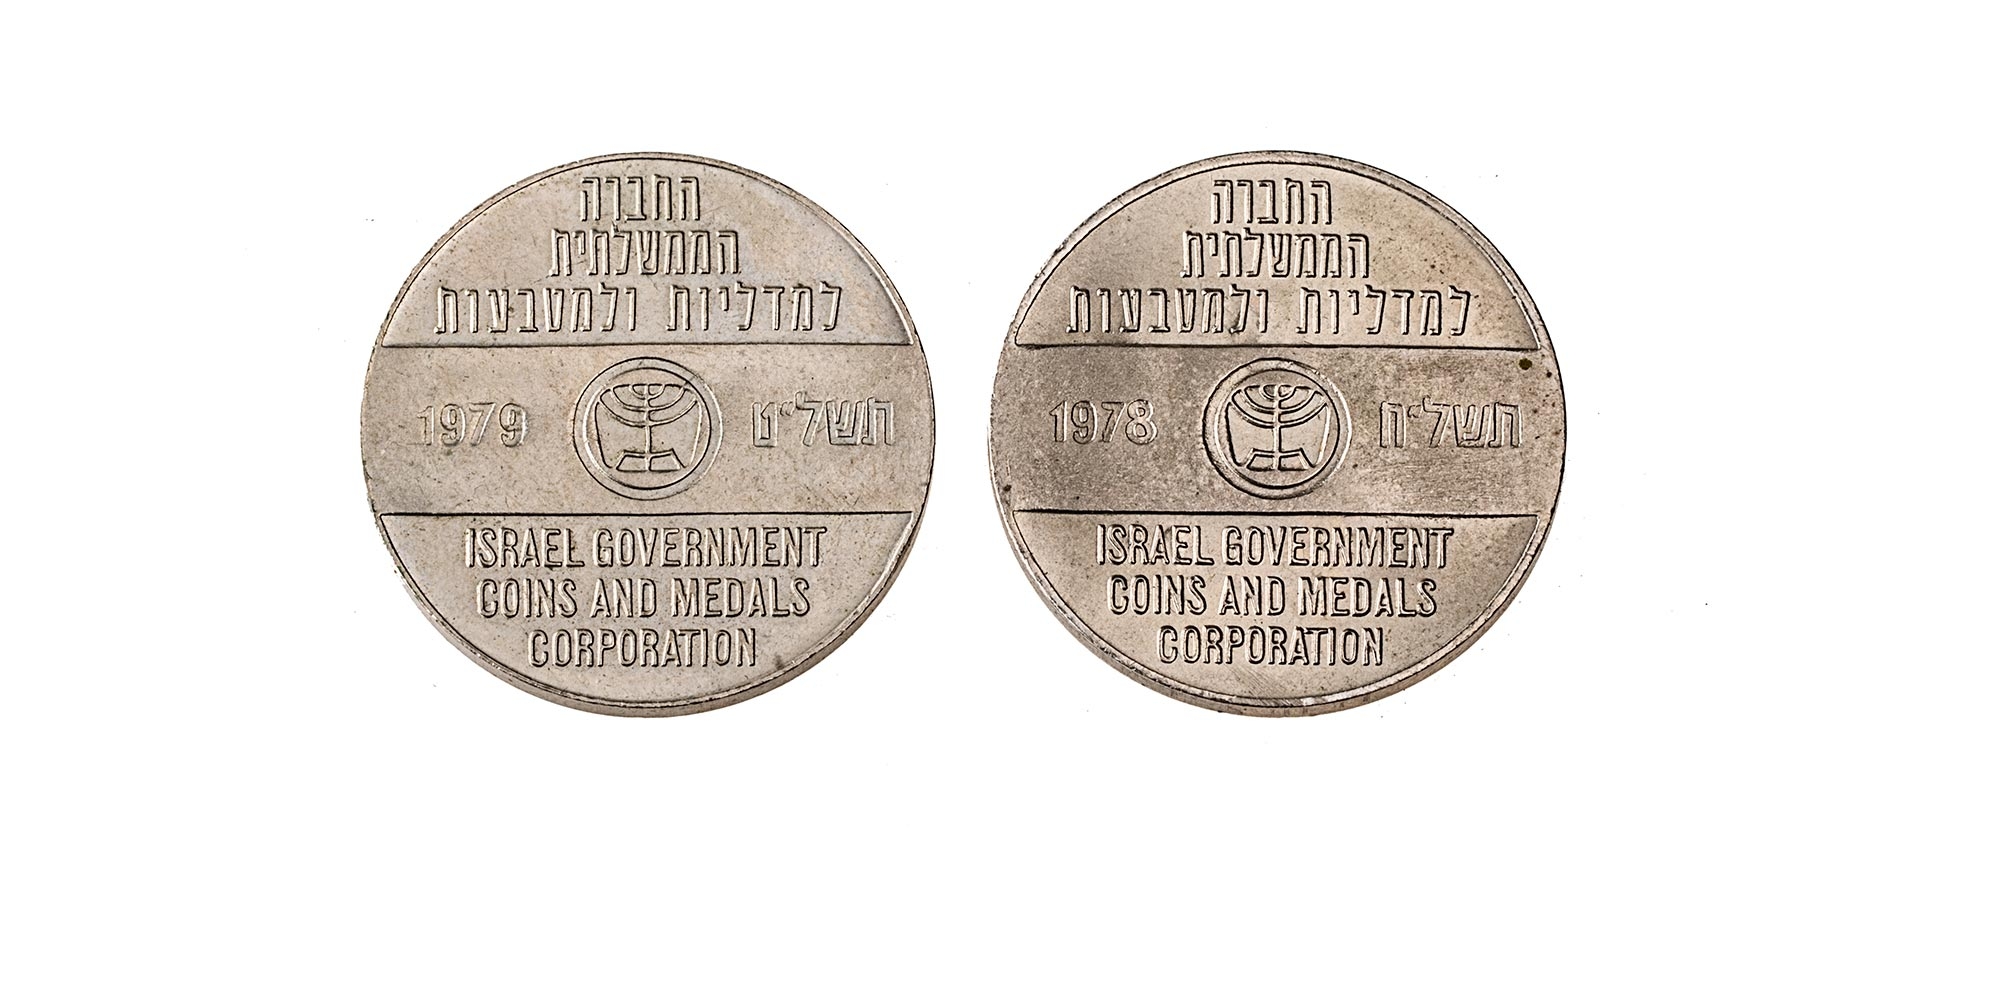 החברה
הממשלתית
למדליות ולמטבעות
1979 תשל"ט
ISRAEL GOVERNMENT
COINS AND MEDALS
CORPORATION
החברה
הממשלתית
למדליות ולמטבעות
1978 תשל"ח
ISRAEL GOVERNMENT
COINS AND MEDALS
CORPORATION